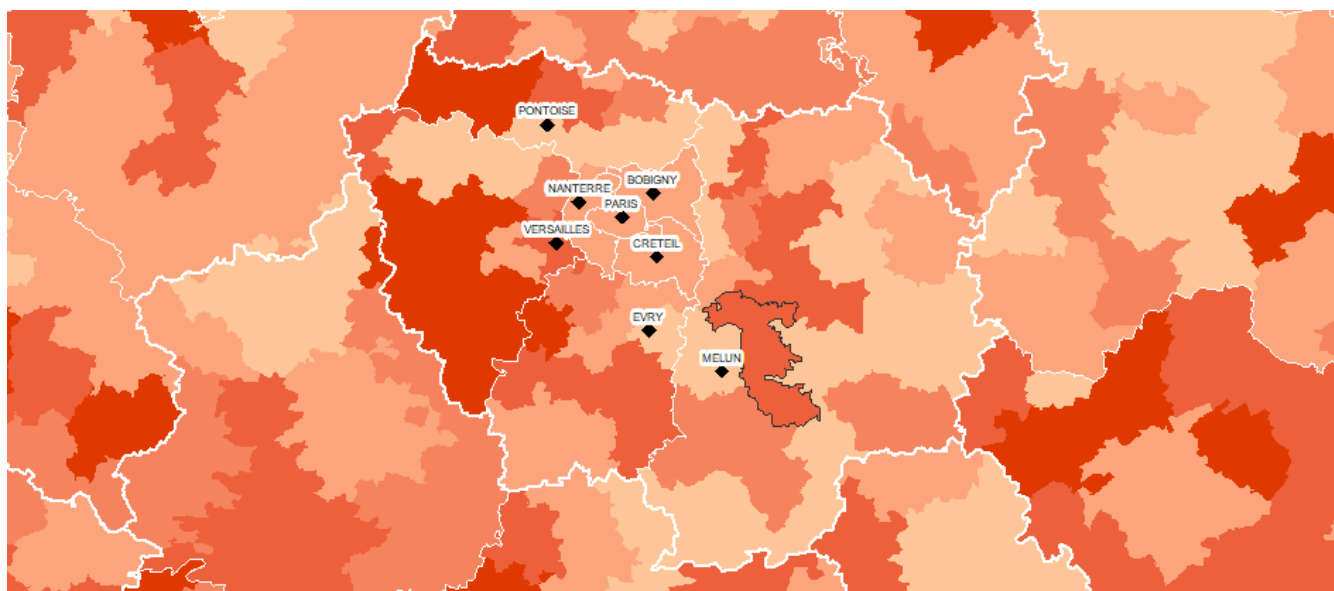 PONTOISE
BOBIGNY
NANTERRE
PARIS
VERSAILLES
CRETEIL
EVRY
MELUN